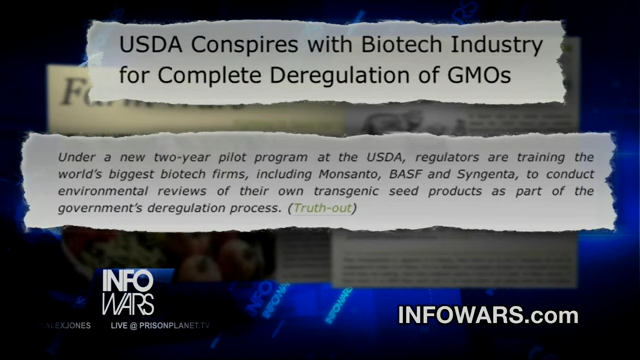 USDA Conspires with Biotech Industry
for Complete Deregulation of GMOs
Under a new two-year pilot program at the USDA, regulators are training the
world's biggest biotech firms, including Monsanto, BASF and Syngenta, to conduct
environmental reviews of their own transgenic seed products as part of the
government's deregulation process. (Truth-out)
INFO
WARS
ALEXJONES LIVE @ PRISONPLANET.TV
INFOWARS.com